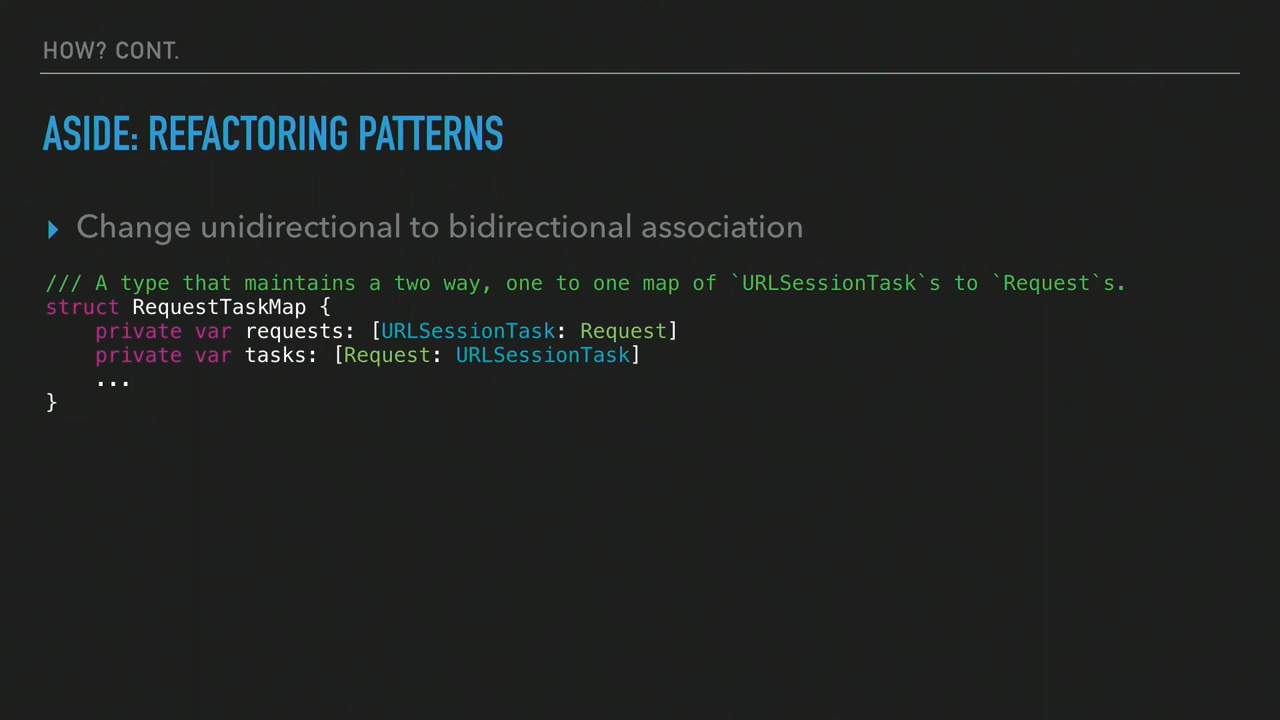 HOW? CONT.
ASIDE: REFACTORING PATTERNS
▸ Change unidirectional to bidirectional association
/// A type that maintains a two way, one to one map of `URLSessionTask`s to `Request`s.
struct RequestTaskMap {
    private var requests: [URLSessionTask: Request]
    private var tasks: [Request: URLSessionTask]
    ...
}